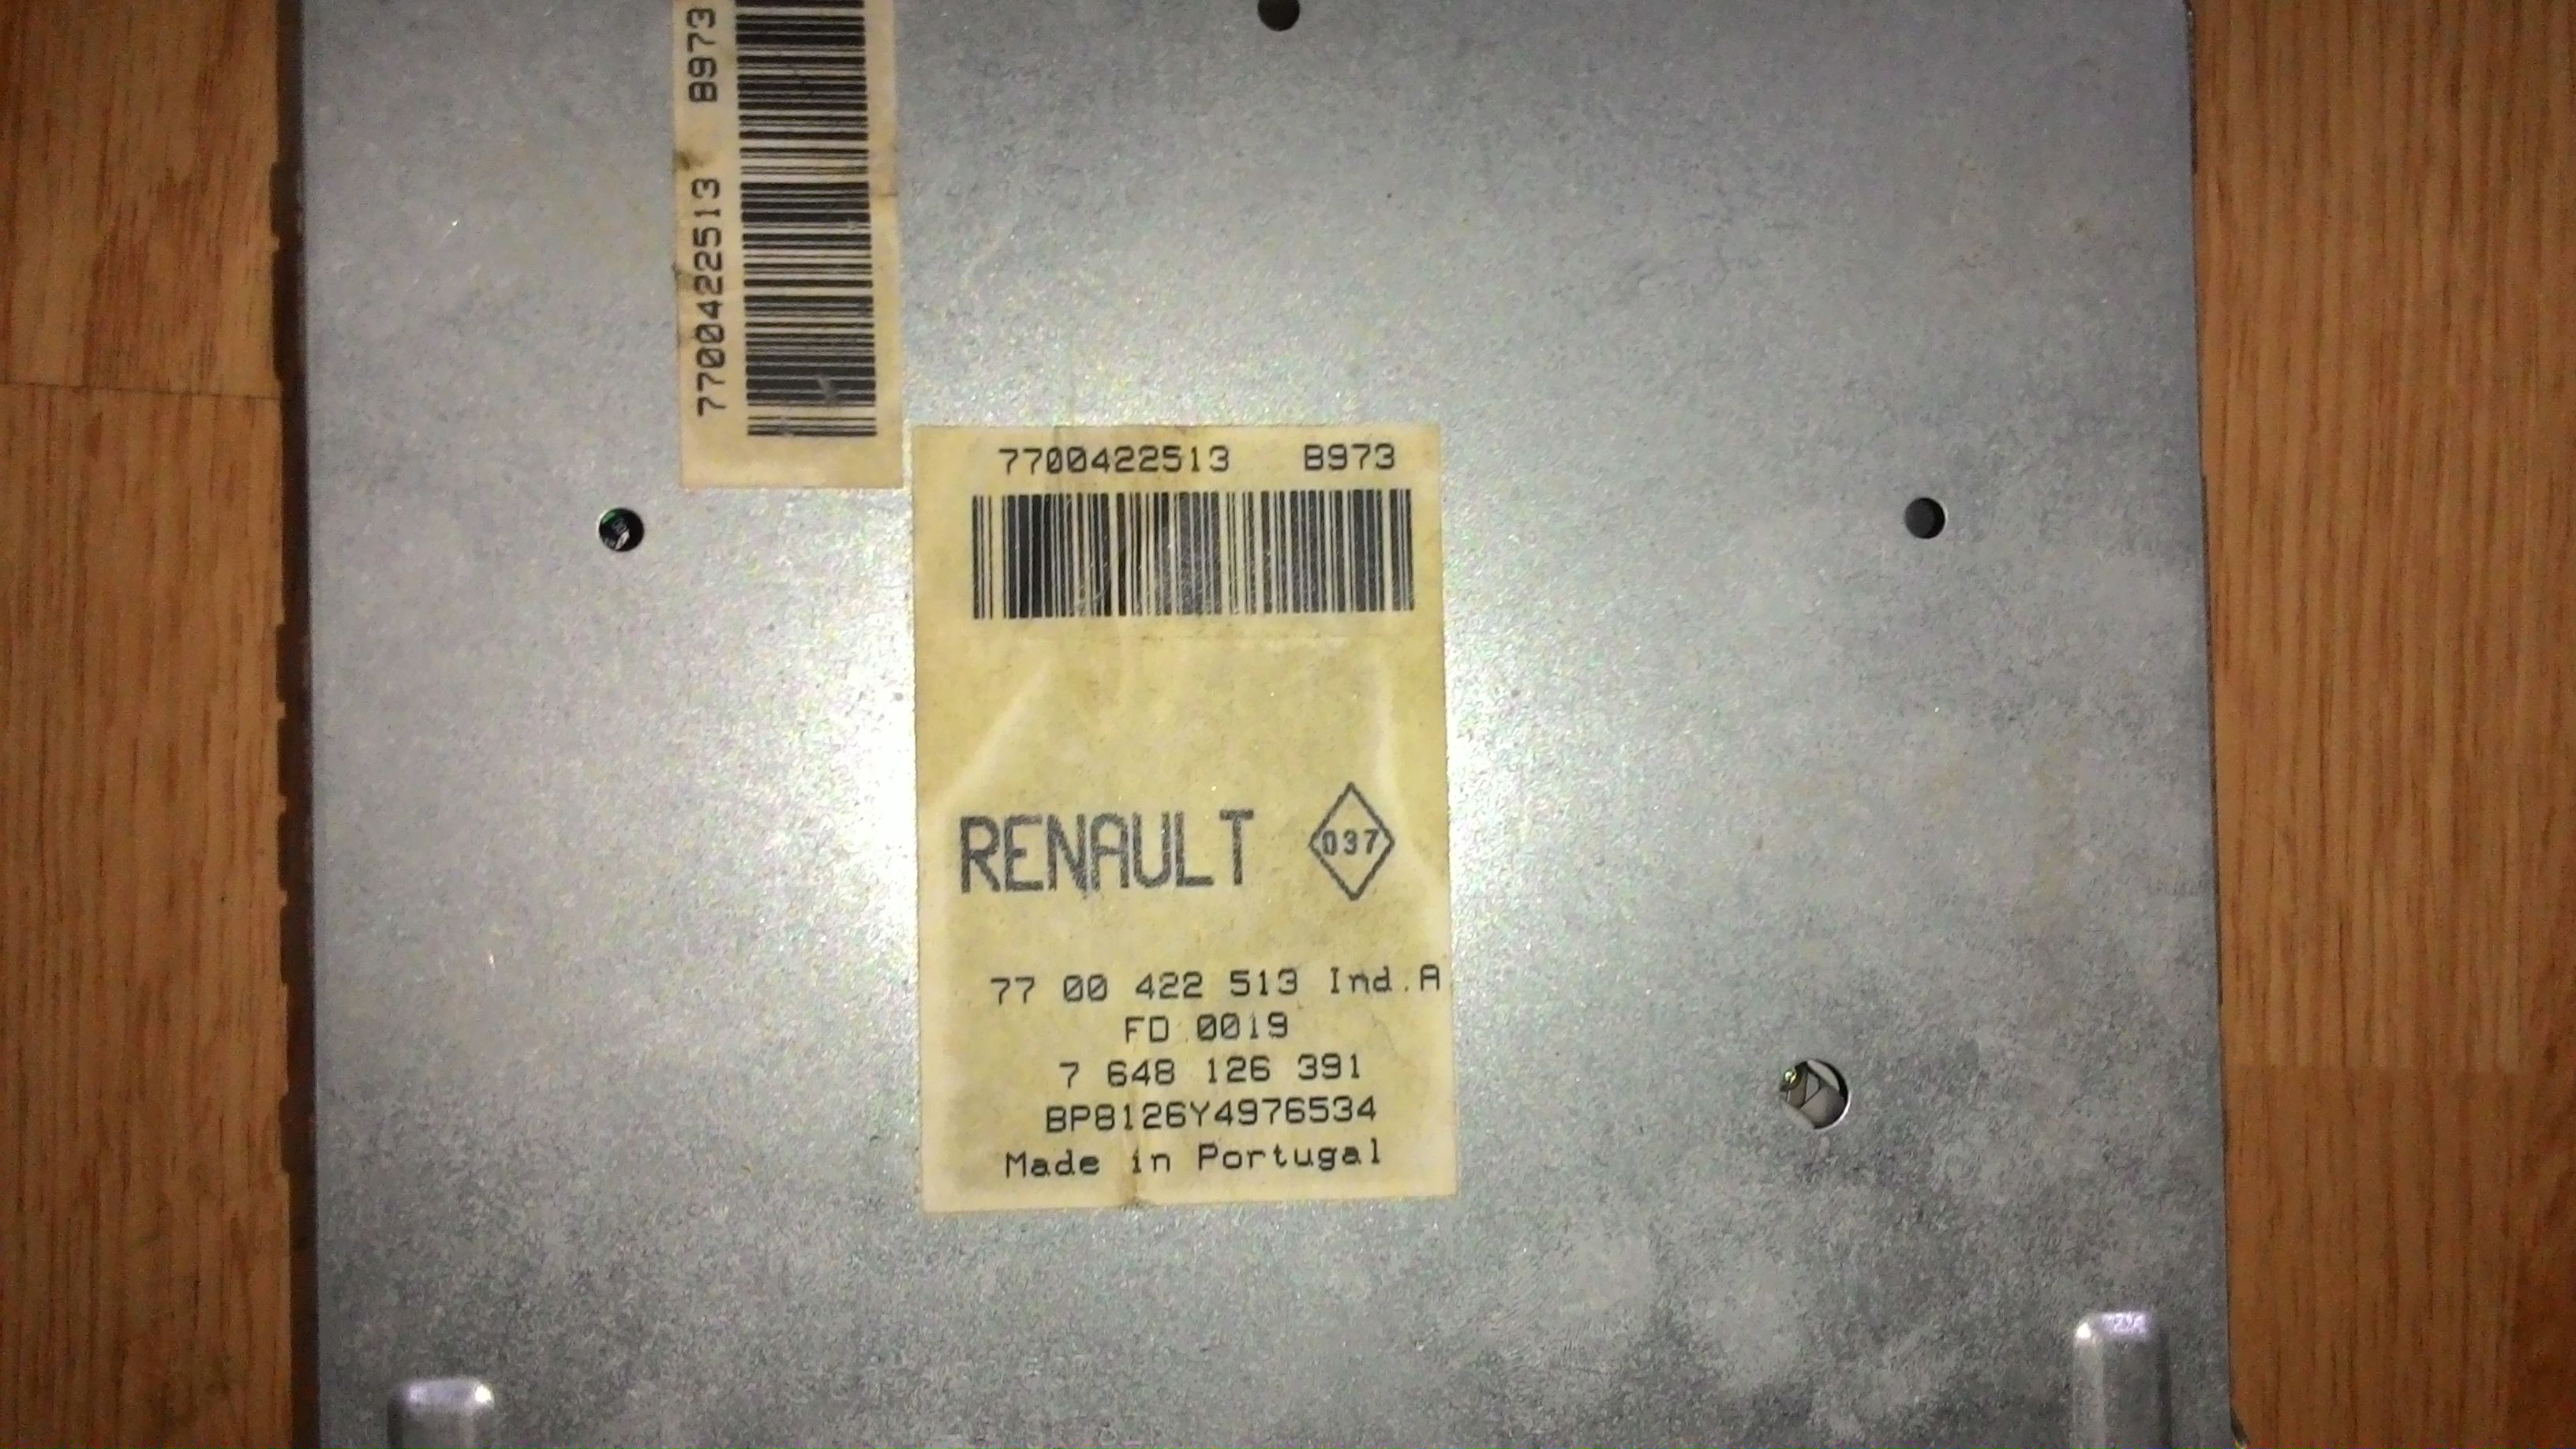 7700422513 B973
7700422513 B973
RENAULT 037
77 00 422 513 Ind.A
FD 0019
7 648 126 391
BP8126Y4976534
Made in Portugal